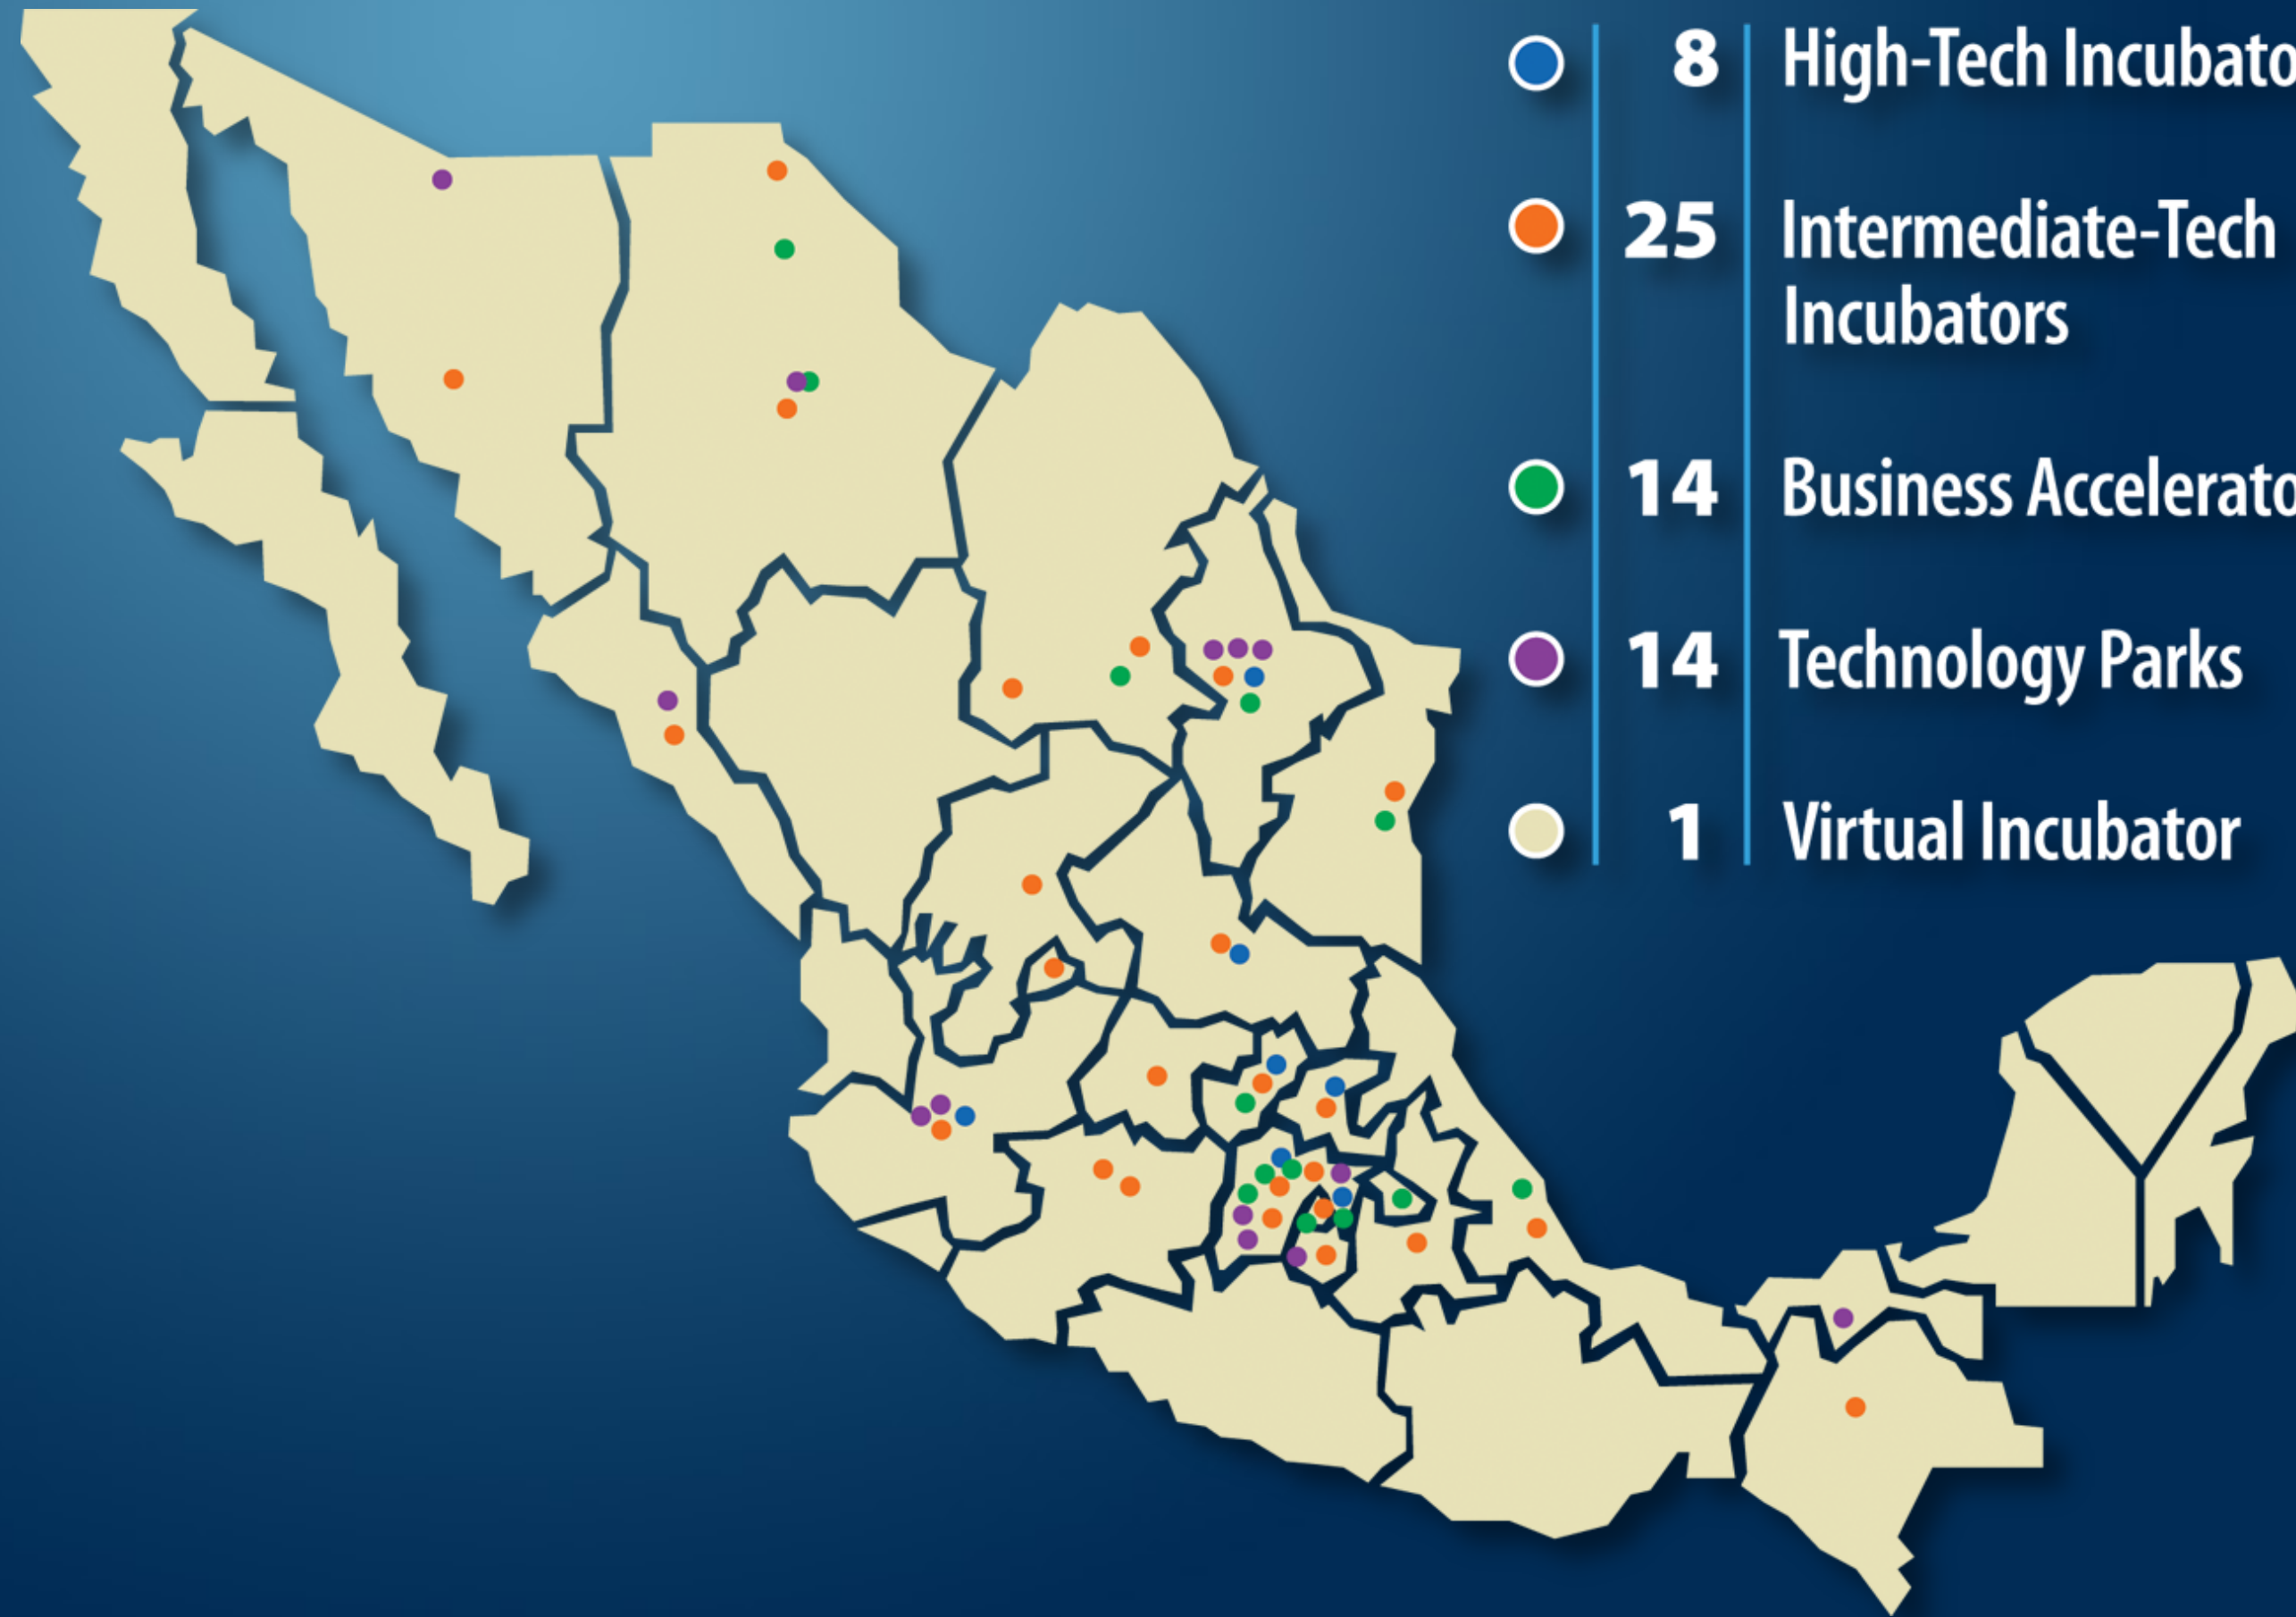 8 High-Tech Incubato
25 Intermediate-Tech
Incubators
14 Business Accelerato
14 Technology Parks
1 Virtual Incubator